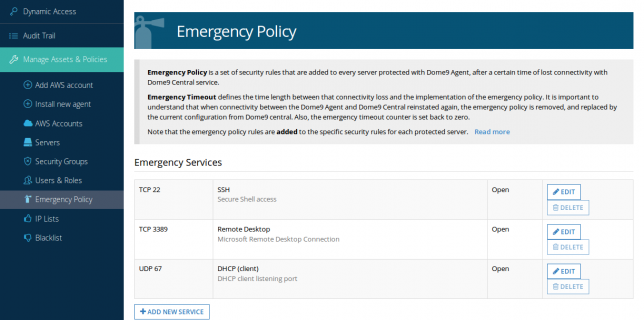 Dynamic Access
Audit Trail
Manage Assets & Policies
Add AWS account
Install new agent
AWS Accounts
Servers
Security Groups
Users & Roles
Emergency Policy
IP Lists
Blacklist
Emergency Policy
Emergency Policy is a set of security rules that are added to every server protected with Dome9 Agent, after a certain time of lost connectivity with
Dome9 Central service.
Emergency Timeout defines the time length between that connectivity loss and the implementation of the emergency policy. It is important to
understand that when connectivity between the Dome9 Agent and Dome9 Central reinstated again, the emergency policy is removed, and replaced by
the current configuration from Dome9 central. Also, the emergency timeout counter is set back to zero.
Note that the emergency policy rules are added to the specific security rules for each protected server. Read more
Emergency Services
TCP 22 SSH Open EDIT
Secure Shell access
DELETE
TCP 3389 Remote Desktop Open EDIT
Microsoft Remote Desktop Connection
DELETE
UDP 67 DHCP (client) Open EDIT
DHCP client listening port
DELETE
+ ADD NEW SERVICE